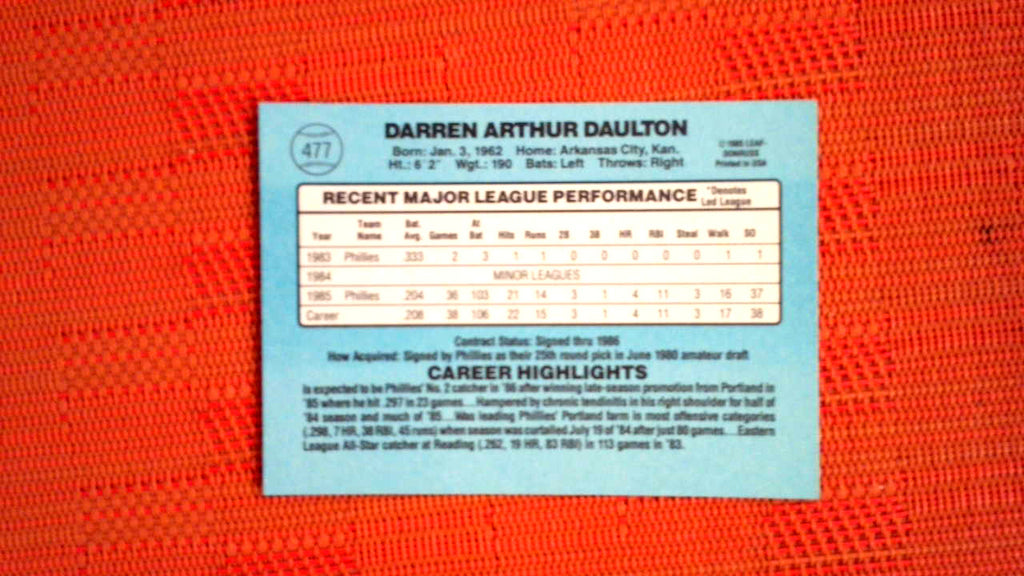 477
DARREN ARTHUR DAULTON
Born: Jan. 3, 1962 Home: Arkansas City, Kan.
Ht.: 6' 2" Wgt.: 190 Bats: Left Throws: Right
© 1985 LEAF-
DONRUSS
Printed in USA
RECENT MAJOR LEAGUE PERFORMANCE
*Denotes
Led League
Year Team Name Bat. Avg. Games At Bat Hits Runs 2B 3B HR RBI Steal Walk SO
1983 Phillies .333 2 3 1 1 0 0 0 0 0 1 1
1984 MINOR LEAGUES
1985 Phillies .204 36 103 21 14 3 1 4 11 3 16 37
Career .208 38 106 22 15 3 1 4 11 3 17 38
Contract Status: Signed thru 1986
How Acquired: Signed by Phillies as their 25th round pick in June 1980 amateur draft
CAREER HIGHLIGHTS
Is expected to be Phillies' No. 2 catcher in '86 after winning late-season promotion from Portland in
'85 where he hit .297 in 23 games... Hampered by chronic tendinitis in his right shoulder for half of
'84 season and much of '85... Was leading Phillies' Portland farm in most offensive categories
(.298, 7 HR, 38 RBI, 45 runs) when season was curtailed July 19 of '84 after just 80 games... Eastern
League All-Star catcher at Reading (.262, 19 HR, 83 RBI) in 113 games in '83.